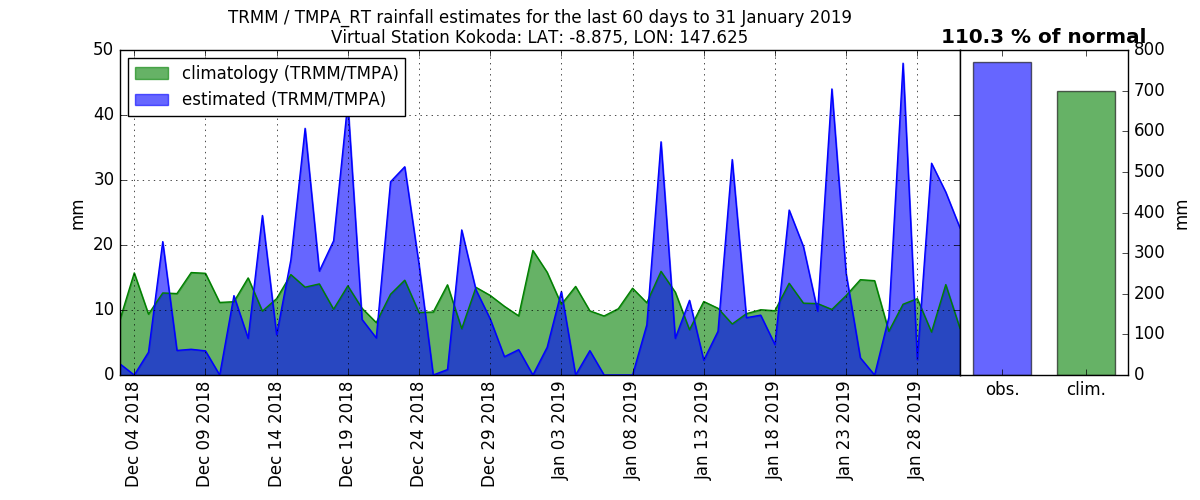 TRMM / TMPA_RT rainfall estimates for the last 60 days to 31 January 2019
Virtual Station Kokoda: LAT: -8.875, LON: 147.625
110.3 % of normal
climatology (TRMM/TMPA)
estimated (TRMM/TMPA)
mm
50
40
30
20
10
0
Dec 04 2018
Dec 09 2018
Dec 14 2018
Dec 19 2018
Dec 24 2018
Dec 29 2018
Jan 03 2019
Jan 08 2019
Jan 13 2019
Jan 18 2019
Jan 23 2019
Jan 28 2019
obs.
clim.
800
700
600
500
400
300
200
100
0
mm